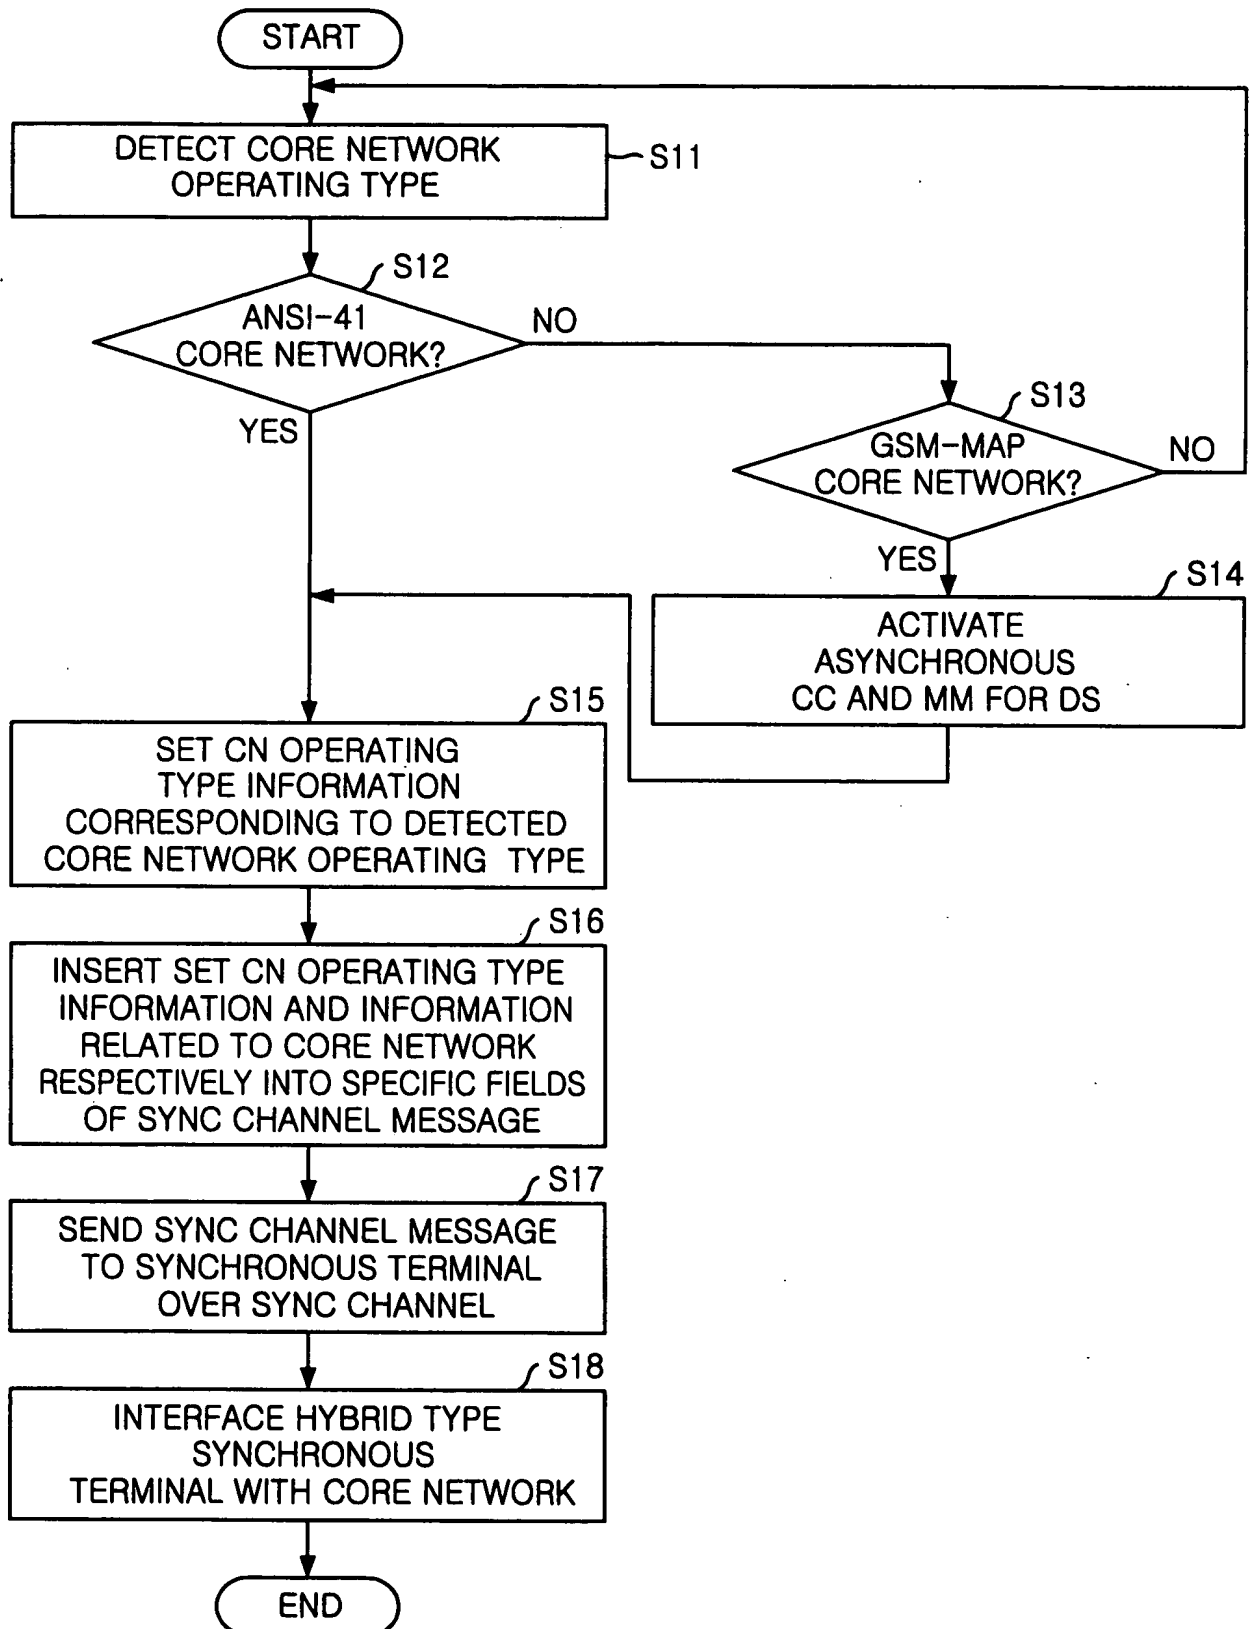 START
DETECT CORE NETWORK
OPERATING TYPE
S11
S12
ANSI-41
CORE NETWORK?
NO
YES
S13
GSM-MAP
CORE NETWORK?
NO
YES
S14
ACTIVATE
ASYNCHRONOUS
CC AND MM FOR DS
S15
SET CN OPERATING
TYPE INFORMATION
CORRESPONDING TO DETECTED
CORE NETWORK OPERATING TYPE
S16
INSERT SET CN OPERATING TYPE
INFORMATION AND INFORMATION
RELATED TO CORE NETWORK
RESPECTIVELY INTO SPECIFIC FIELDS
OF SYNC CHANNEL MESSAGE
S17
SEND SYNC CHANNEL MESSAGE
TO SYNCHRONOUS TERMINAL
OVER SYNC CHANNEL
S18
INTERFACE HYBRID TYPE
SYNCHRONOUS
TERMINAL WITH CORE NETWORK
END